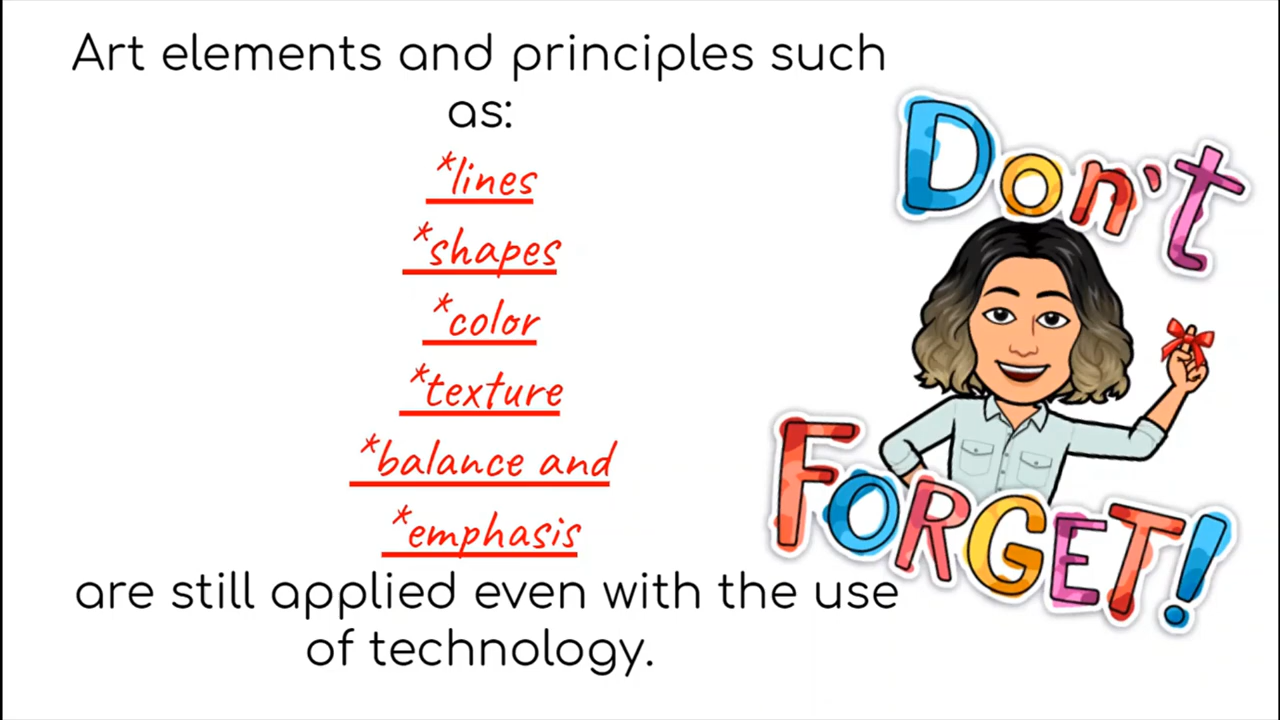 Art elements and principles such
as:
*lines
*shapes
*color
*texture
*balance and
*emphasis
are still applied even with the use
of technology.
Don't
FORGET!